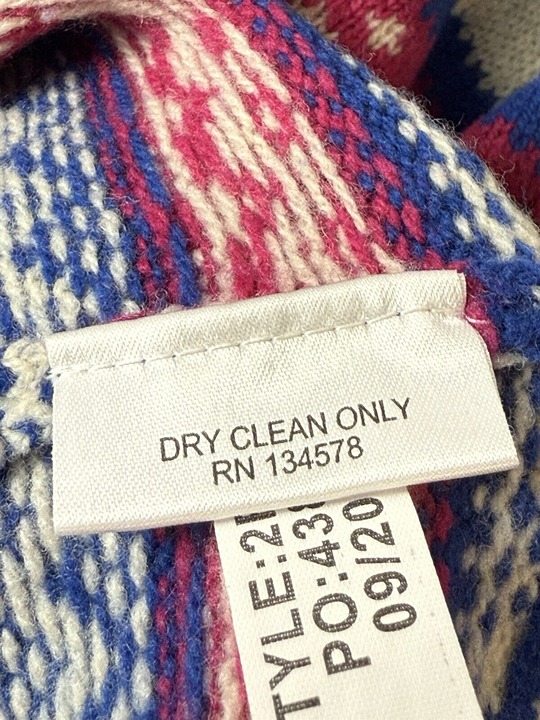 DRY CLEAN ONLY
RN 134578
TYLE:2
PO:43
09/20